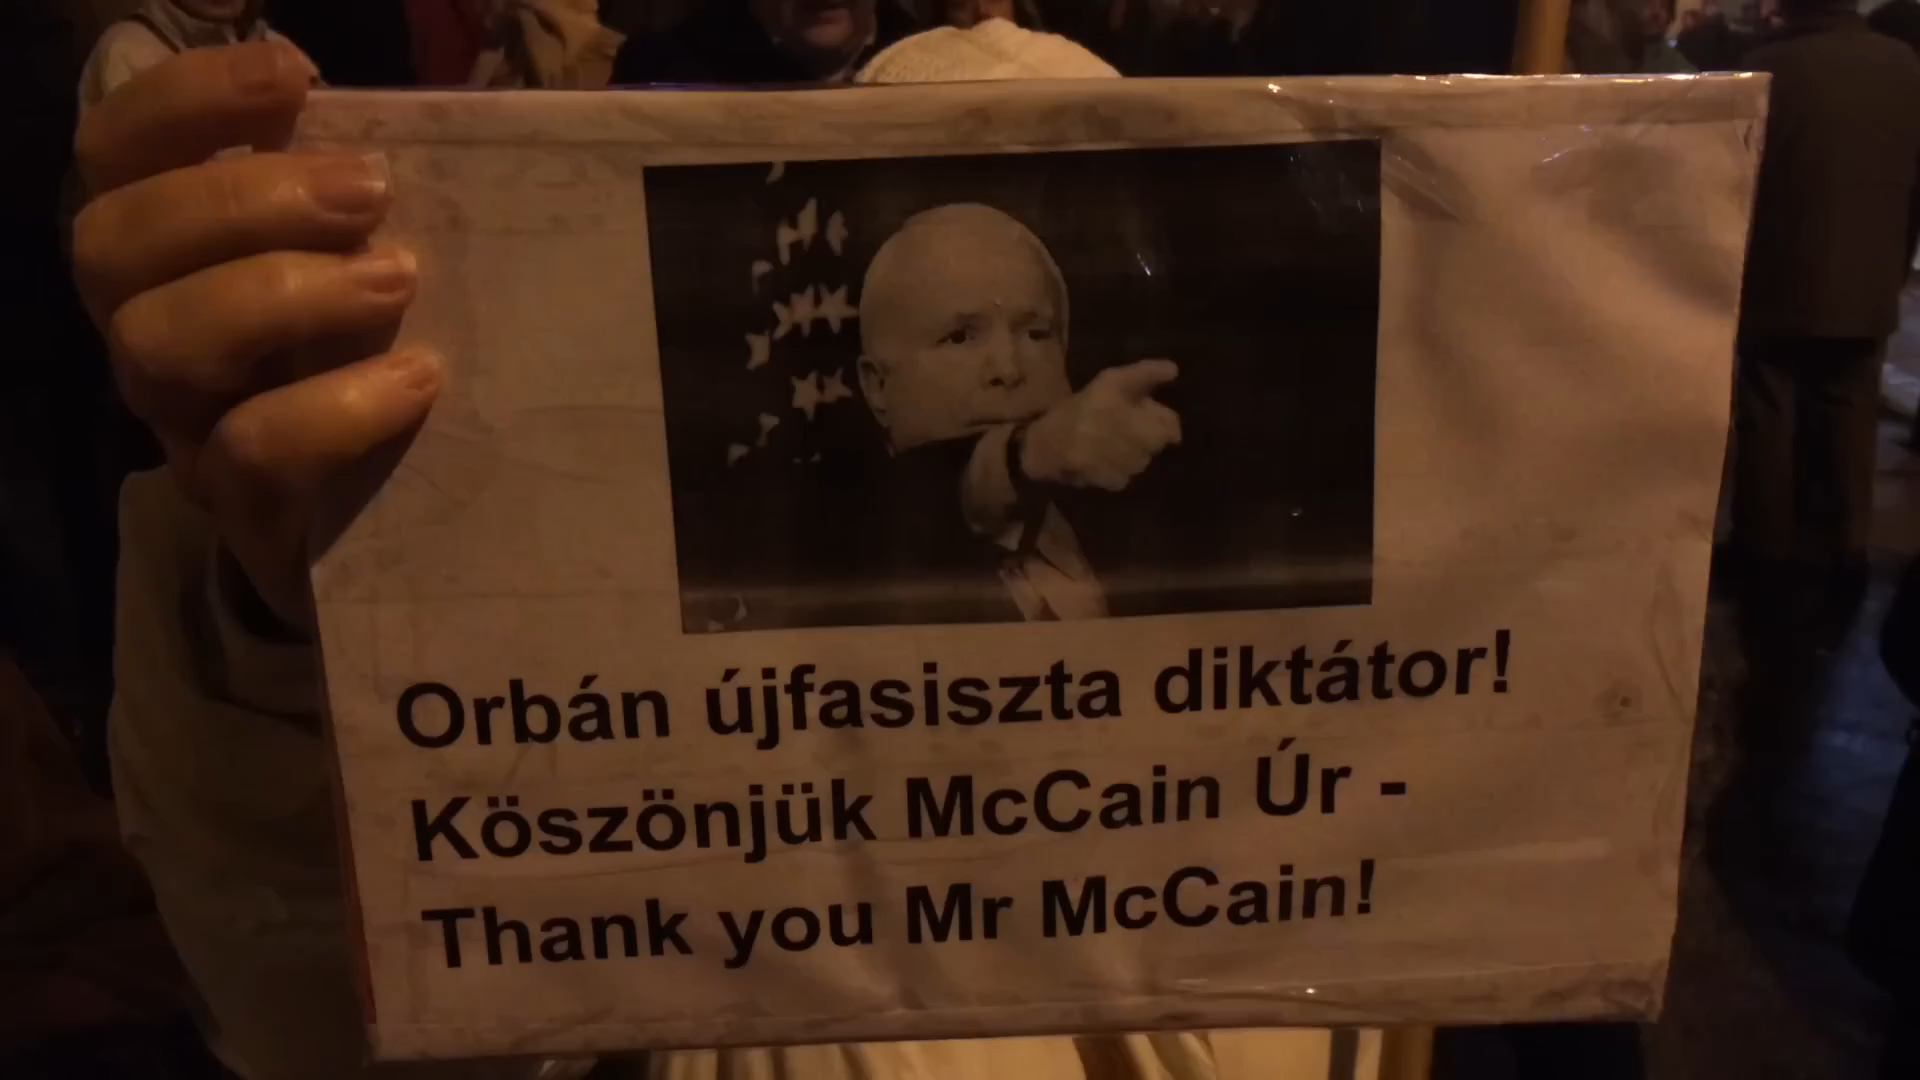 Orbán újfasiszta diktátor!
Köszönjük McCain Úr -
Thank you Mr McCain!